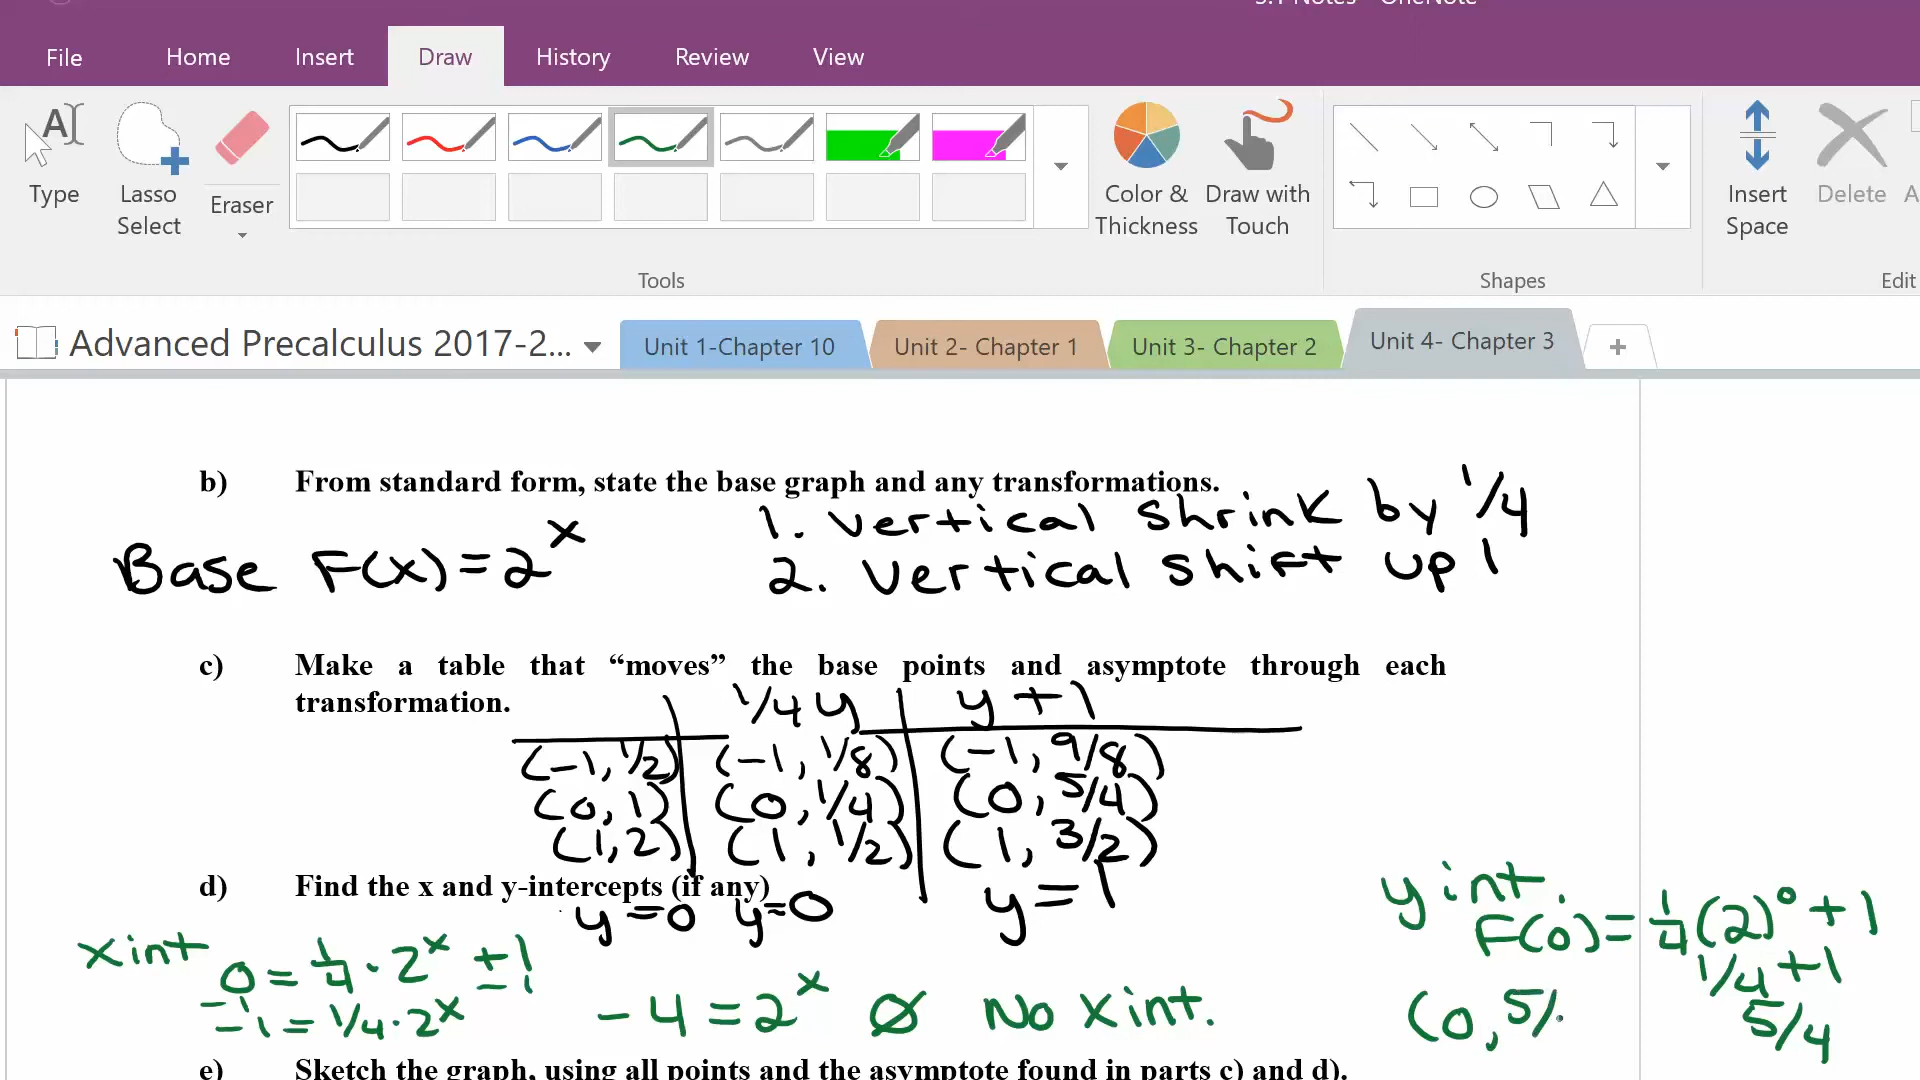 3.1 Notes - OneNote
File Home Insert Draw History Review View
Type
Lasso
Select
Eraser
Color &
Thickness
Draw with
Touch
Insert
Space
Delete
Tools
Shapes
Edit
Advanced Precalculus 2017-2...
Unit 1-Chapter 10
Unit 2- Chapter 1
Unit 3- Chapter 2
Unit 4- Chapter 3
+
b) From standard form, state the base graph and any transformations.
Base F(x)=2^x
1. vertical shrink by 1/4
2. vertical shift up 1
c) Make a table that “moves” the base points and asymptote through each
transformation.
1/4 y y+1
(-1, 1/2) (-1, 1/8) (-1, 9/8)
(0, 1) (0, 1/4) (0, 5/4)
(1, 2) (1, 1/2) (1, 3/2)
y=0 y=0 y=1
d) Find the x and y-intercepts (if any)
x int
0 = 1/4 · 2^x + 1
-1 -1
-1 = 1/4 · 2^x
-4 = 2^x ∅ No x int.
y int.
F(0) = 1/4 (2)^0 + 1
1/4 + 1
5/4
(0, 5/
e) Sketch the graph, using all points and the asymptote found in parts c) and d).